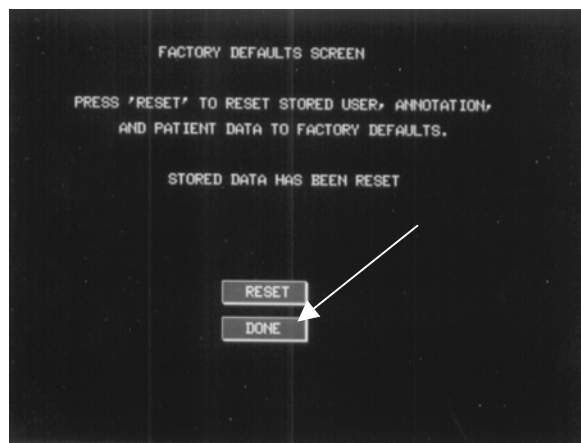 FACTORY DEFAULTS SCREEN
PRESS 'RESET' TO RESET STORED USER, ANNOTATION,
AND PATIENT DATA TO FACTORY DEFAULTS.
STORED DATA HAS BEEN RESET
RESET
DONE